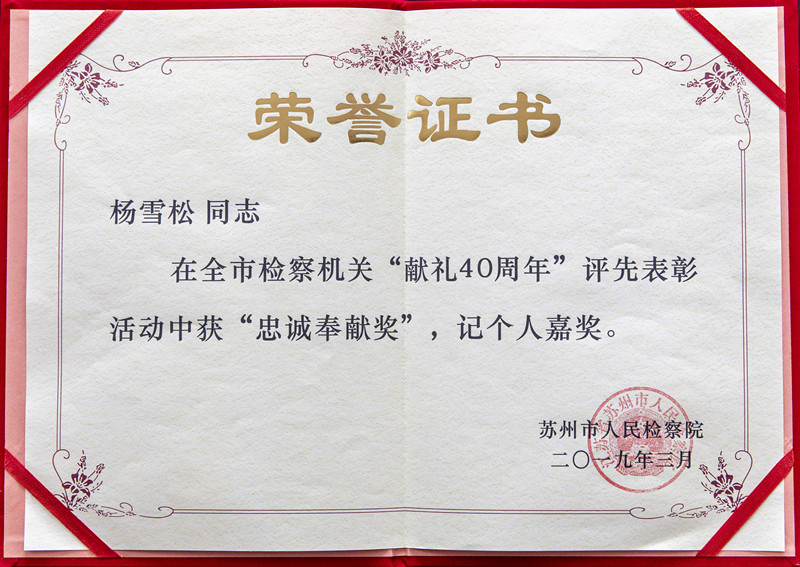 荣誉证书
杨雪松 同志
在全市检察机关“献礼40周年”评先表彰
活动中获“忠诚奉献奖”，记个人嘉奖。
苏州市人民检察院
二〇一九年三月